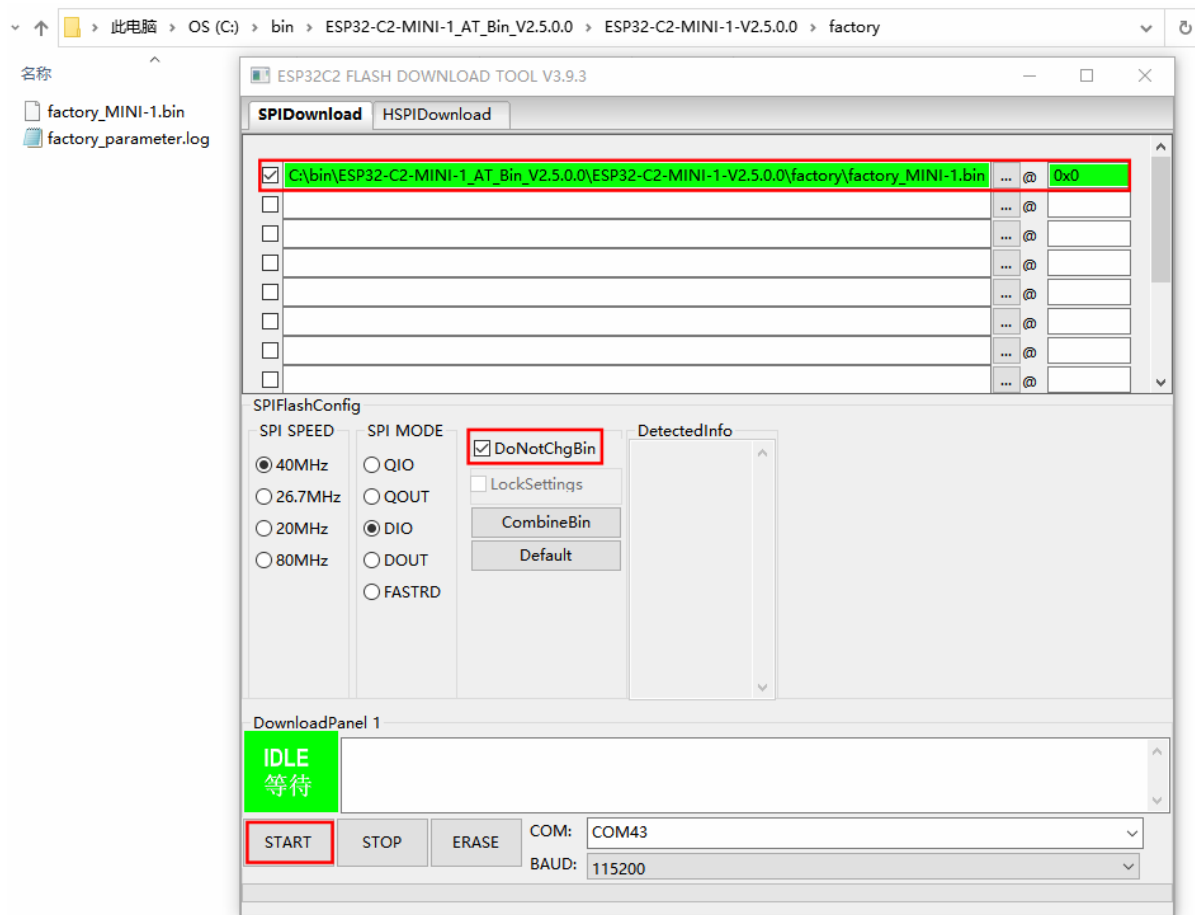 此电脑 › OS (C:) › bin › ESP32-C2-MINI-1_AT_Bin_V2.5.0.0 › ESP32-C2-MINI-1-V2.5.0.0 › factory
名称
factory_MINI-1.bin
factory_parameter.log
ESP32C2 FLASH DOWNLOAD TOOL V3.9.3
SPIDownload HSPIDownload
C:\bin\ESP32-C2-MINI-1_AT_Bin_V2.5.0.0\ESP32-C2-MINI-1-V2.5.0.0\factory\factory_MINI-1.bin ... @ 0x0
... @
... @
... @
... @
... @
... @
... @
SPIFlashConfig
SPI SPEED SPI MODE DoNotChgBin DetectedInfo
40MHz QIO LockSettings
26.7MHz QOUT CombineBin
20MHz DIO Default
80MHz DOUT
FASTRD
DownloadPanel 1
IDLE
等待
START STOP ERASE COM: COM43
BAUD: 115200